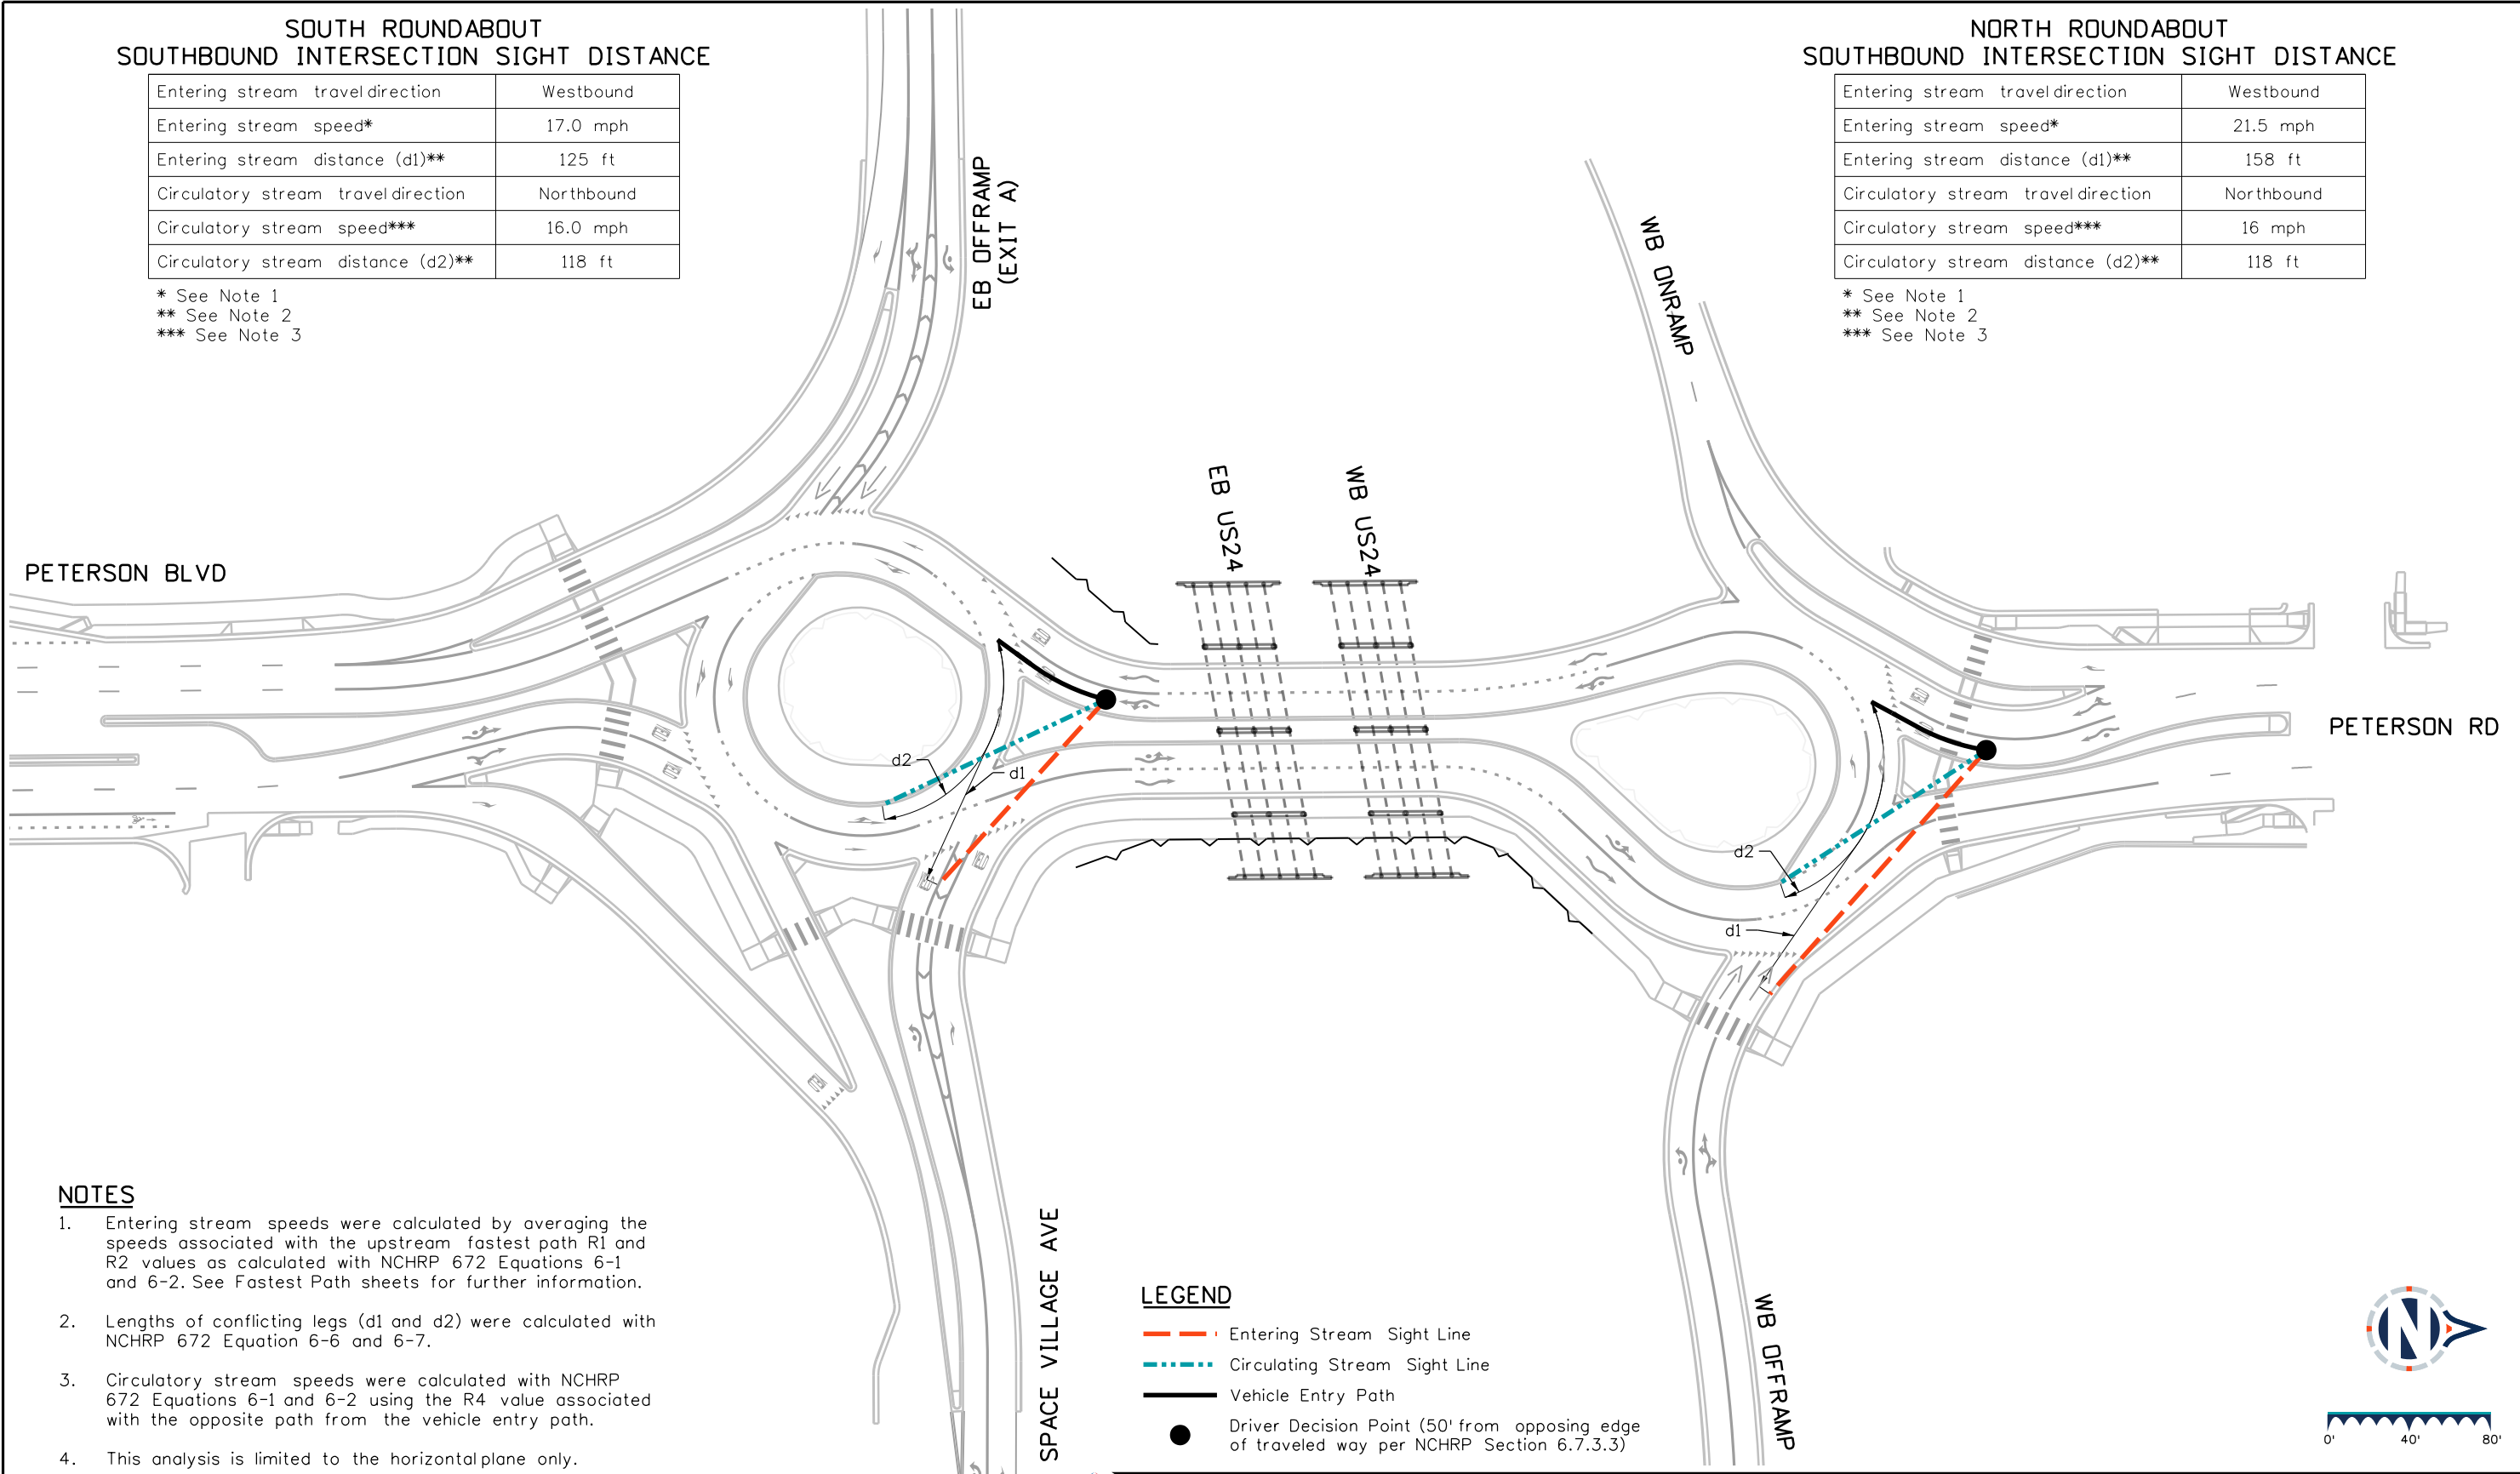 SOUTH ROUNDABOUT
SOUTHBOUND INTERSECTION SIGHT DISTANCE
Entering stream travel direction Westbound
Entering stream speed* 17.0 mph
Entering stream distance (d1)** 125 ft
Circulatory stream travel direction Northbound
Circulatory stream speed*** 16.0 mph
Circulatory stream distance (d2)** 118 ft
* See Note 1
** See Note 2
*** See Note 3
NORTH ROUNDABOUT
SOUTHBOUND INTERSECTION SIGHT DISTANCE
Entering stream travel direction Westbound
Entering stream speed* 21.5 mph
Entering stream distance (d1)** 158 ft
Circulatory stream travel direction Northbound
Circulatory stream speed*** 16 mph
Circulatory stream distance (d2)** 118 ft
* See Note 1
** See Note 2
*** See Note 3
EB OFFRAMP
(EXIT A)
WB ONRAMP
EB US24
WB US24
PETERSON BLVD
PETERSON RD
d2
d1
d2
d1
SPACE VILLAGE AVE
WB OFFRAMP
NOTES
1. Entering stream speeds were calculated by averaging the
speeds associated with the upstream fastest path R1 and
R2 values as calculated with NCHRP 672 Equations 6-1
and 6-2. See Fastest Path sheets for further information.
2. Lengths of conflicting legs (d1 and d2) were calculated with
NCHRP 672 Equation 6-6 and 6-7.
3. Circulatory stream speeds were calculated with NCHRP
672 Equations 6-1 and 6-2 using the R4 value associated
with the opposite path from the vehicle entry path.
4. This analysis is limited to the horizontal plane only.
LEGEND
Entering Stream Sight Line
Circulating Stream Sight Line
Vehicle Entry Path
Driver Decision Point (50' from opposing edge
of traveled way per NCHRP Section 6.7.3.3)
N
0' 40' 80'